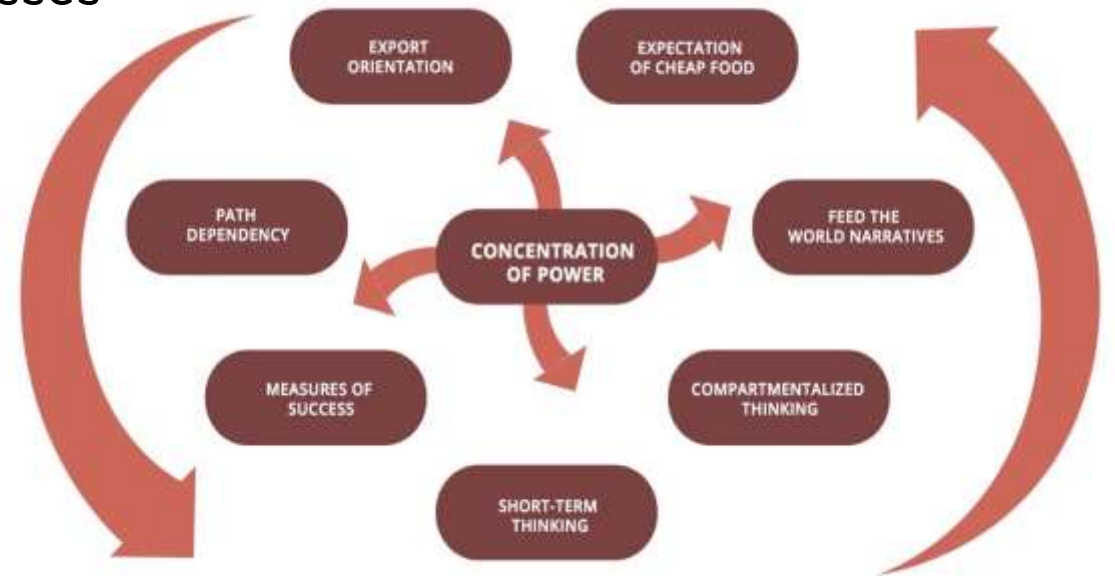 EXPORT
ORIENTATION
EXPECTATION
OF CHEAP FOOD
PATH
DEPENDENCY
CONCENTRATION
OF POWER
FEED THE
WORLD NARRATIVES
MEASURES OF
SUCCESS
COMPARTMENTALIZED
THINKING
SHORT-TERM
THINKING